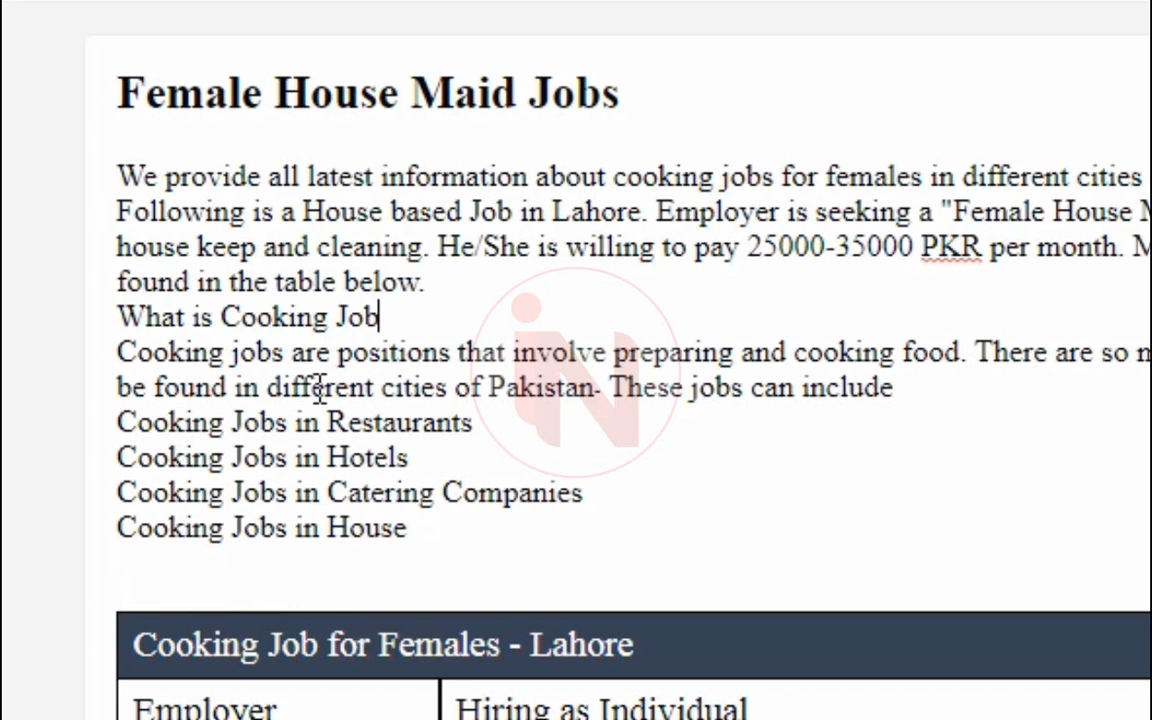 Female House Maid Jobs
We provide all latest information about cooking jobs for females in different cities
Following is a House based Job in Lahore. Employer is seeking a "Female House
house keep and cleaning. He/She is willing to pay 25000-35000 PKR per month.
found in the table below.
What is Cooking Job
Cooking jobs are positions that involve preparing and cooking food. There are so
be found in different cities of Pakistan- These jobs can include
Cooking Jobs in Restaurants
Cooking Jobs in Hotels
Cooking Jobs in Catering Companies
Cooking Jobs in House
iN
Cooking Job for Females - Lahore
Employer
Hiring as Individual